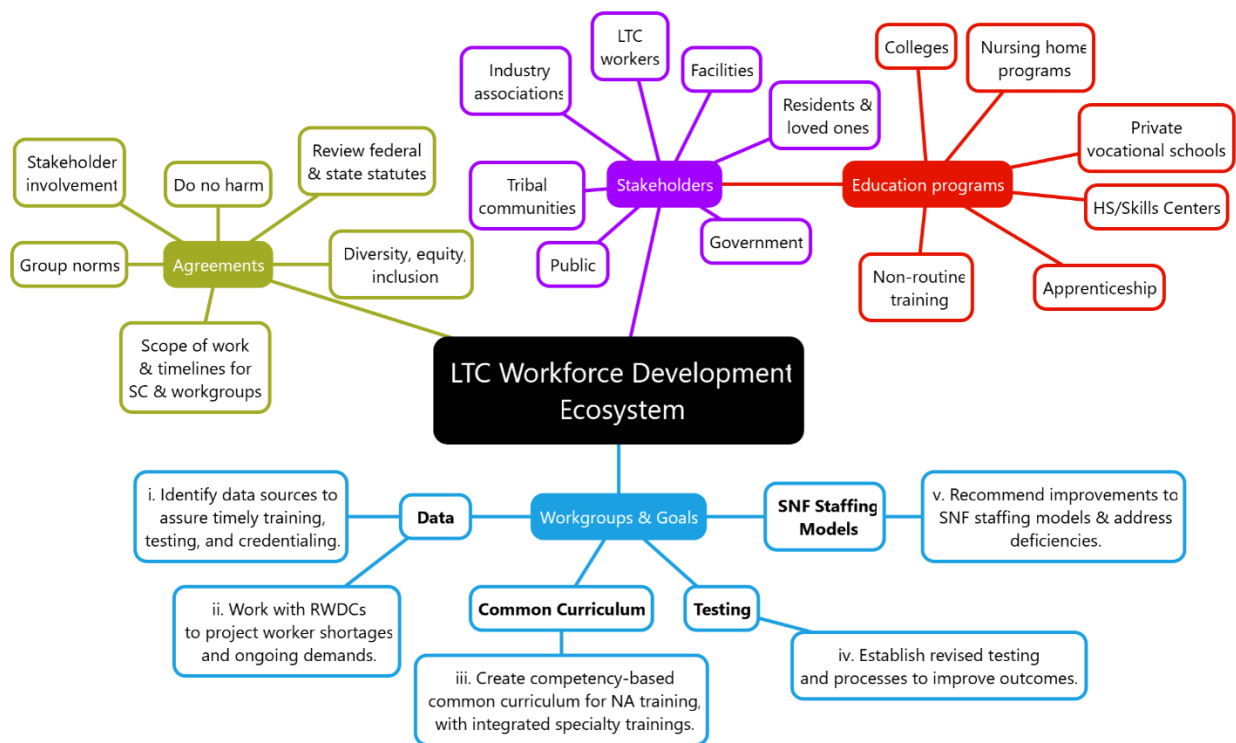 LTC
workers
Industry
associations
Facilities
Residents &
loved ones
Tribal
communities
Stakeholders
Public
Government
Colleges
Nursing home
programs
Private
vocational schools
Education programs
HS/Skills Centers
Non-routine
training
Apprenticeship
Stakeholder
involvement
Do no harm
Review federal
& state statutes
Group norms
Agreements
Diversity, equity,
inclusion
Scope of work
& timelines for
SC & workgroups
LTC Workforce Development
Ecosystem
Workgroups & Goals
Data
i. Identify data sources to
assure timely training,
testing, and credentialing.
ii. Work with RWDCs
to project worker shortages
and ongoing demands.
Common Curriculum
iii. Create competency-based
common curriculum for NA training,
with integrated specialty trainings.
Testing
iv. Establish revised testing
and processes to improve outcomes.
SNF Staffing
Models
v. Recommend improvements to
SNF staffing models & address
deficiencies.